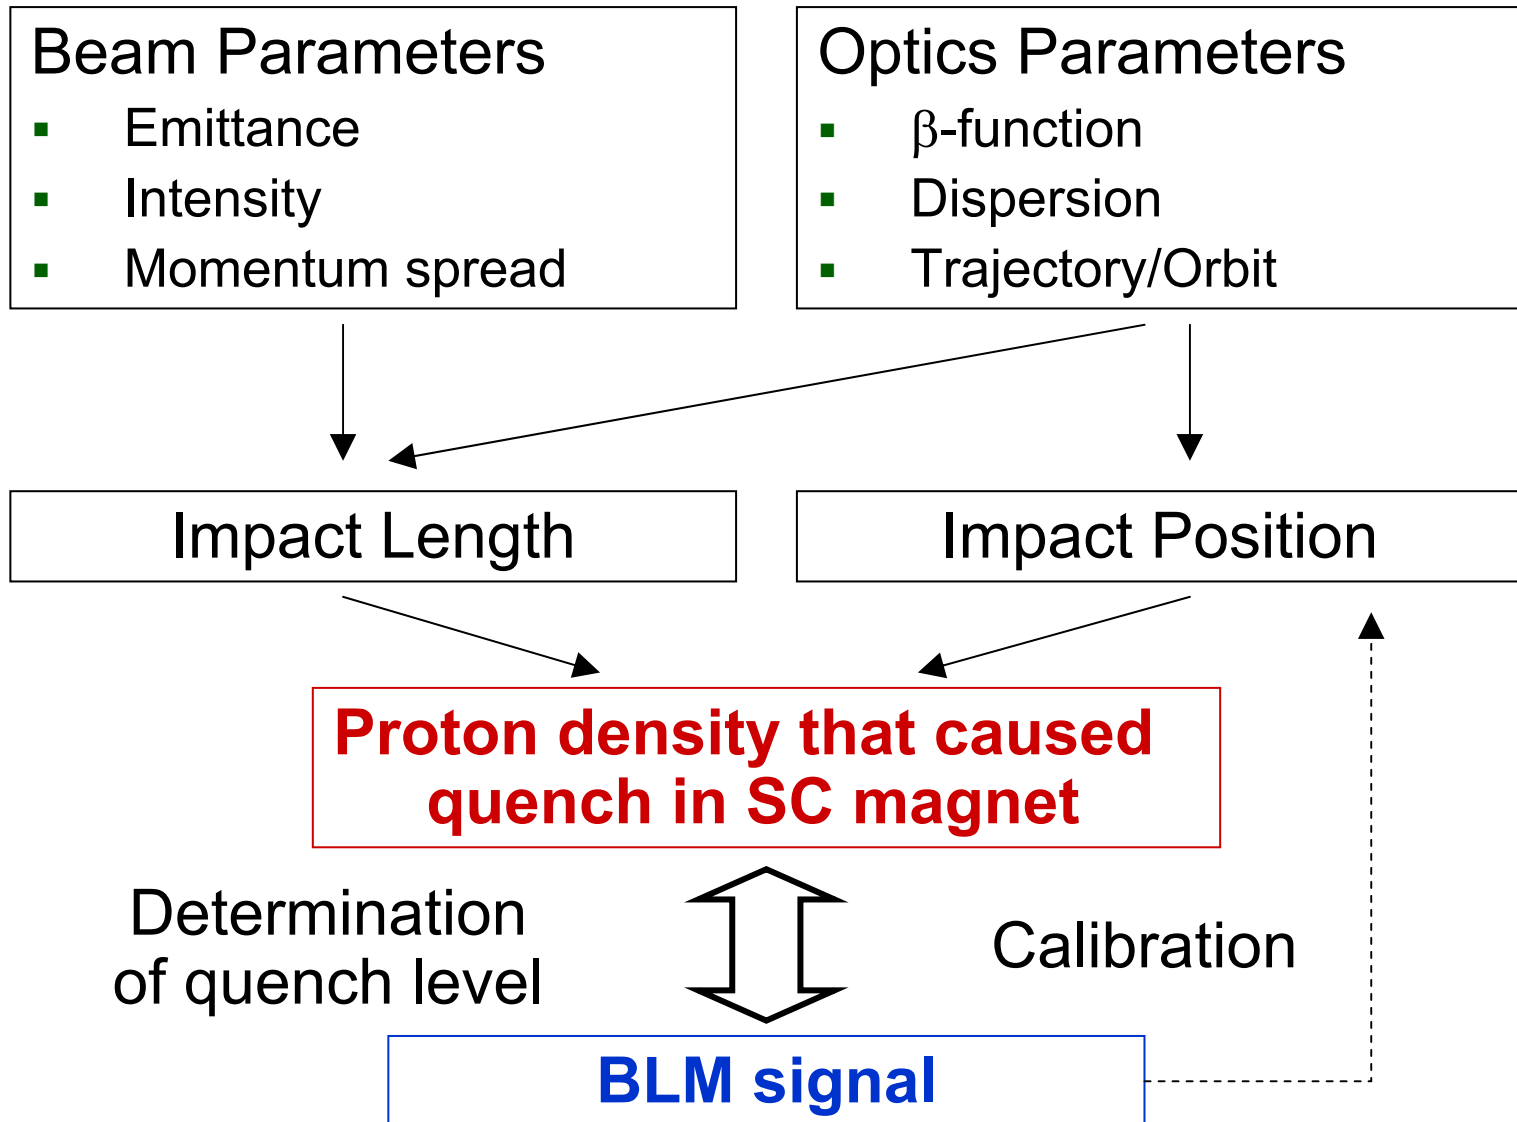 Beam Parameters
▪ Emittance
▪ Intensity
▪ Momentum spread
Optics Parameters
▪ β-function
▪ Dispersion
▪ Trajectory/Orbit
Impact Length
Impact Position
Proton density that caused
quench in SC magnet
Determination
of quench level
Calibration
BLM signal